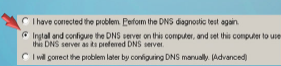 I have corrected the problem. Perform the DNS diagnostic test again.
Install and configure the DNS server on this computer, and set this computer to use
this DNS server as its preferred DNS server.
I will correct the problem later by configuring DNS manually. (Advanced)